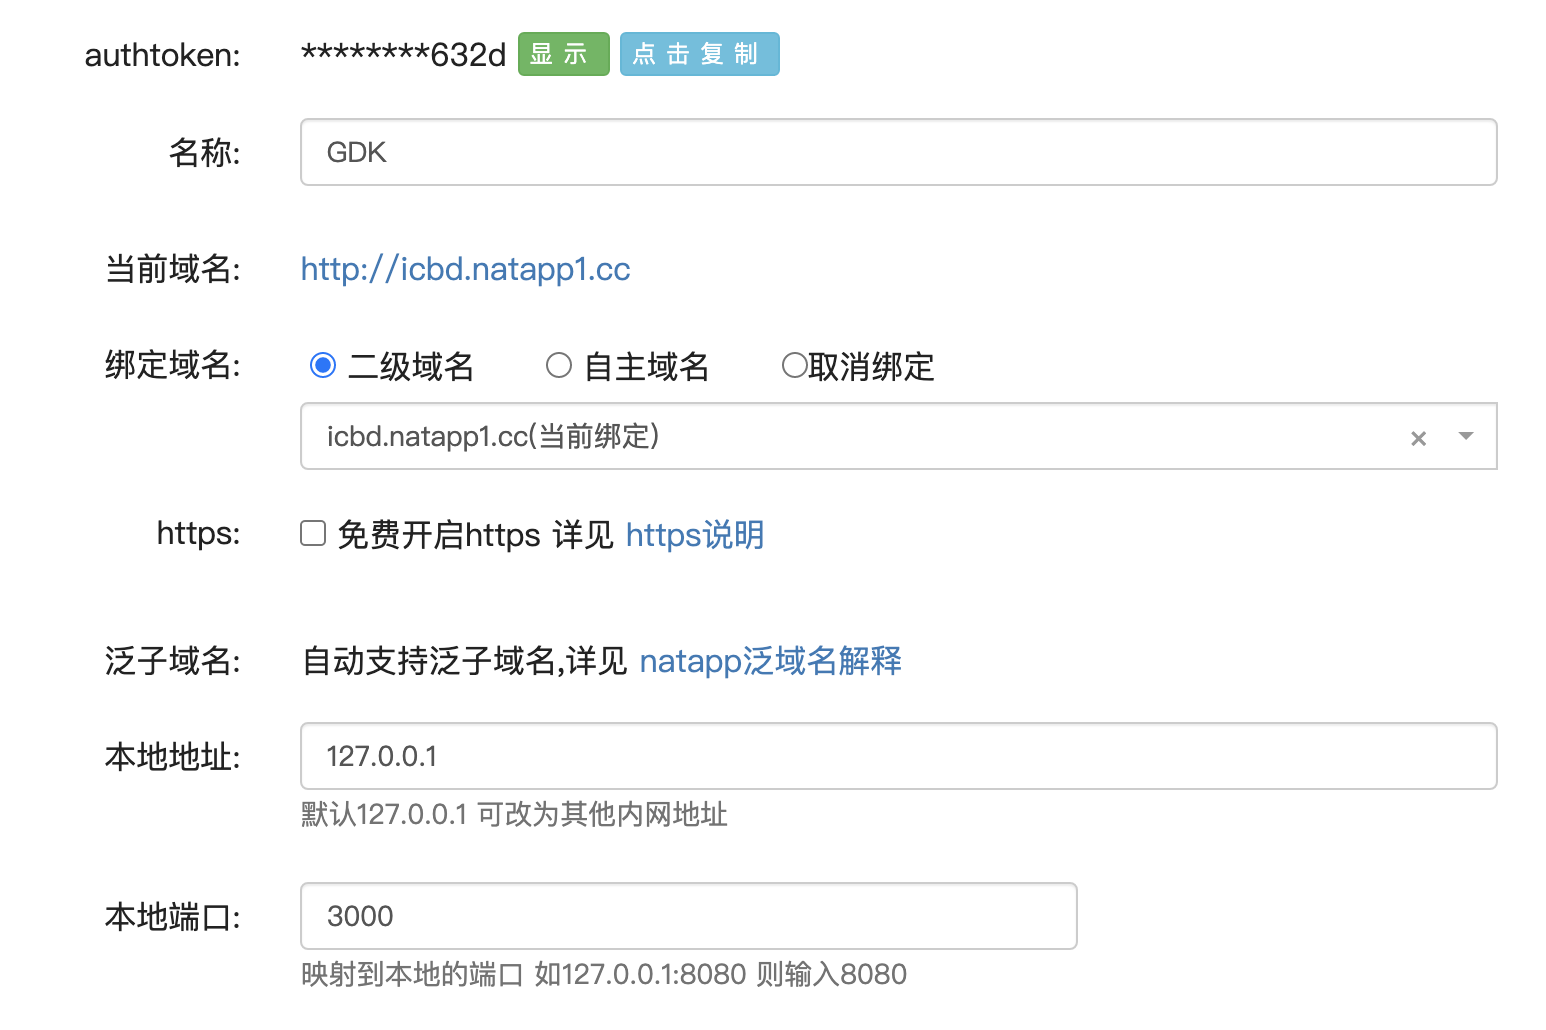 authtoken: ********632d 显示 点击复制
名称: GDK
当前域名: http://icbd.natapp1.cc
绑定域名: 二级域名 自主域名 取消绑定
icbd.natapp1.cc(当前绑定) ×
https: 免费开启https 详见 https说明
泛子域名: 自动支持泛子域名,详见 natapp泛域名解释
本地地址: 127.0.0.1
默认127.0.0.1 可改为其他内网地址
本地端口: 3000
映射到本地的端口 如127.0.0.1:8080 则输入8080